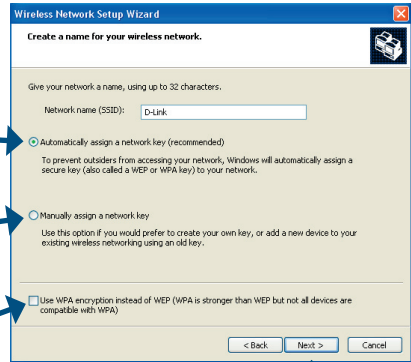 Wireless Network Setup Wizard
Create a name for your wireless network.
Give your network a name, using up to 32 characters.
Network name (SSID): D-Link
Automatically assign a network key (recommended)
To prevent outsiders from accessing your network, Windows will automatically assign a
secure key (also called a WEP or WPA key) to your network.
Manually assign a network key
Use this option if you would prefer to create your own key, or add a new device to your
existing wireless networking using an old key.
Use WPA encryption instead of WEP (WPA is stronger than WEP but not all devices are
compatible with WPA)
< Back Next > Cancel